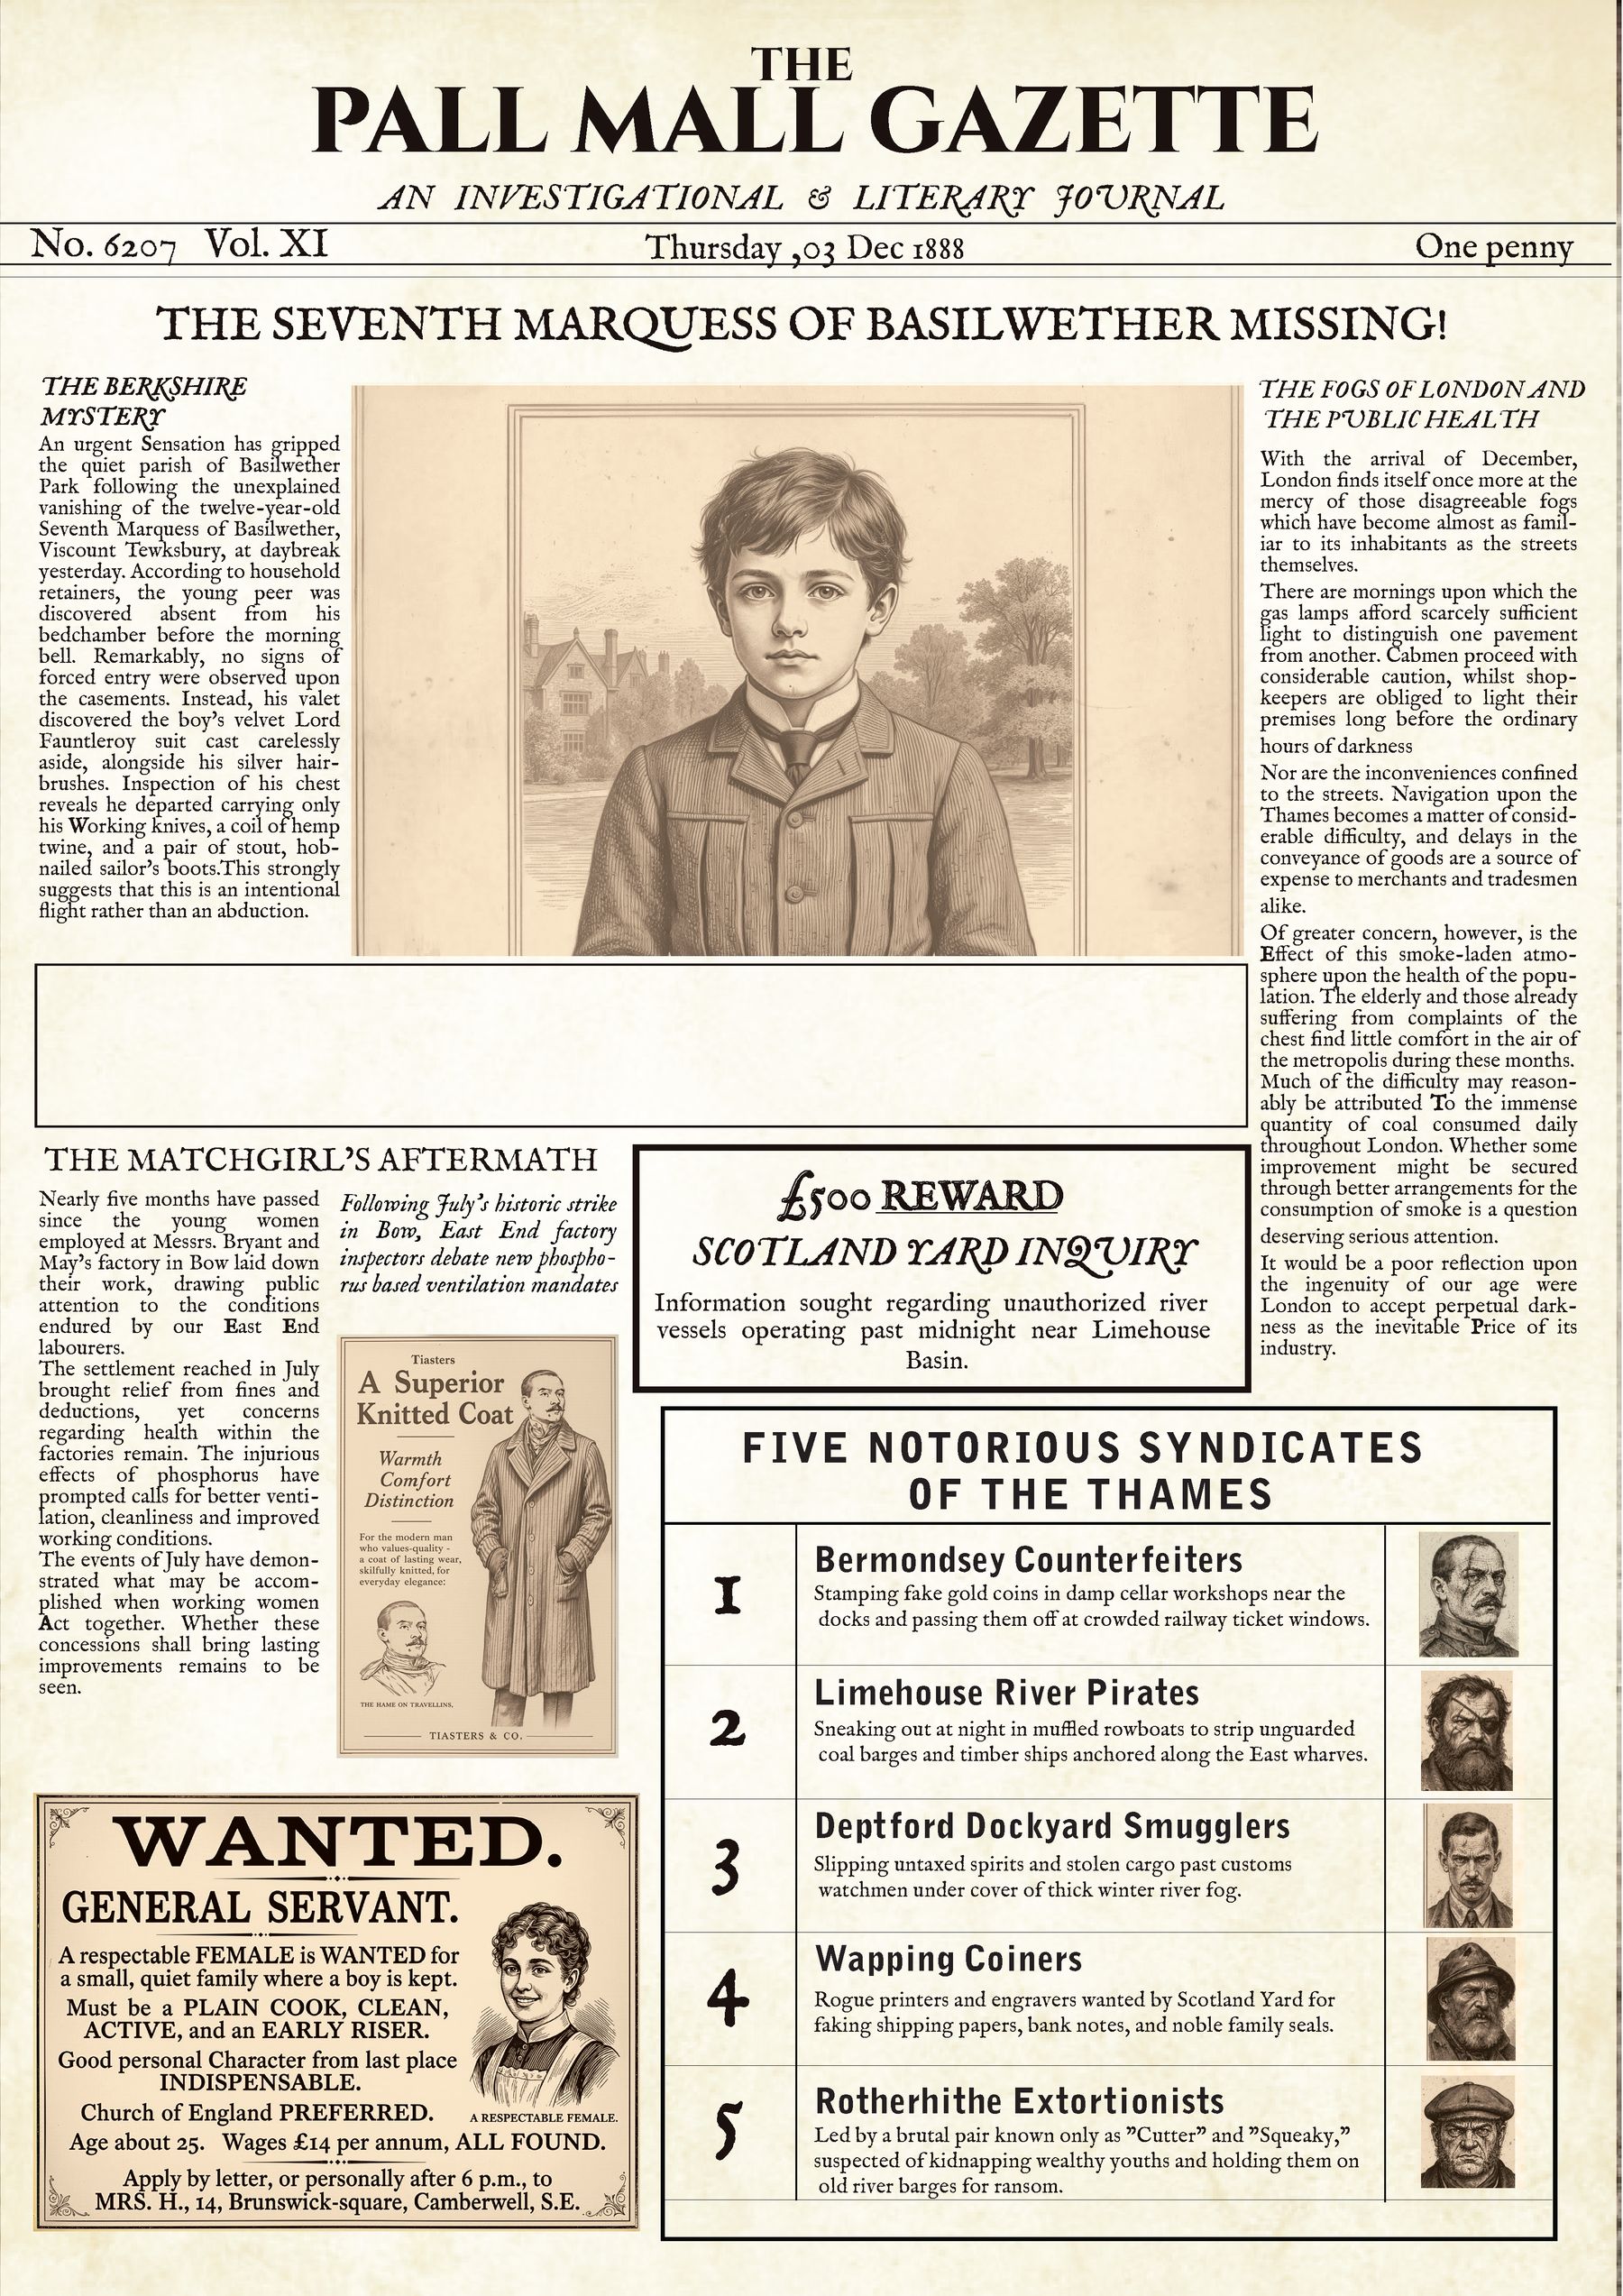 THE
PALL MALL GAZETTE
AN INVESTIGATIONAL & LITERARY JOURNAL
No. 6207 Vol. XI
Thursday ,03 Dec 1888
One penny
THE SEVENTH MARQUESS OF BASILWETHER MISSING!
THE BERKSHIRE
MYSTERY
An urgent Sensation has gripped
the quiet parish of Basilwether
Park following the unexplained
vanishing of the twelve-year-old
Seventh Marquess of Basilwether,
Viscount Tewksbury, at daybreak
yesterday. According to household
retainers, the young peer was
discovered absent from his
bedchamber before the morning
bell. Remarkably, no signs of
forced entry were observed upon
the casements. Instead, his valet
discovered the boy's velvet Lord
Fauntleroy suit cast carelessly
aside, alongside his silver hair-
brushes. Inspection of his chest
reveals he departed carrying only
his Working knives, a coil of hemp
twine, and a pair of stout, hob-
nailed sailor's boots.This strongly
suggests that this is an intentional
flight rather than an abduction.
THE FOGS OF LONDON AND
THE PUBLIC HEALTH
With the arrival of December,
London finds itself once more at the
mercy of those disagreeable fogs
which have become almost as famil-
iar to its inhabitants as the streets
themselves.
There are mornings upon which the
gas lamps afford scarcely sufficient
light to distinguish one pavement
from another. Cabmen proceed with
considerable caution, whilst shop-
keepers are obliged to light their
premises long before the ordinary
hours of darkness
Nor are the inconveniences confined
to the streets. Navigation upon the
Thames becomes a matter of consid-
erable difficulty, and delays in the
conveyance of goods are a source of
expense to merchants and tradesmen
alike.
Of greater concern, however, is the
Effect of this smoke-laden atmo-
sphere upon the health of the popu-
lation. The elderly and those already
suffering from complaints of the
chest find little comfort in the air of
the metropolis during these months.
Much of the difficulty may reason-
ably be attributed To the immense
quantity of coal consumed daily
throughout London. Whether some
improvement might be secured
through better arrangements for the
consumption of smoke is a question
deserving serious attention.
It would be a poor reflection upon
the ingenuity of our age were
London to accept perpetual dark-
ness as the inevitable Price of its
industry.
THE MATCHGIRL'S AFTERMATH
Nearly five months have passed
since the young women
employed at Messrs. Bryant and
May's factory in Bow laid down
their work, drawing public
attention to the conditions
endured by our East End
labourers.
The settlement reached in July
brought relief from fines and
deductions, yet concerns
regarding health within the
factories remain. The injurious
effects of phosphorus have
prompted calls for better venti-
lation, cleanliness and improved
working conditions.
The events of July have demon-
strated what may be accom-
plished when working women
Act together. Whether these
concessions shall bring lasting
improvements remains to be
seen.
Following July's historic strike
in Bow, East End factory
inspectors debate new phospho-
rus based ventilation mandates
Tiasters
A Superior
Knitted Coat
Warmth
Comfort
Distinction
For the modern man
who values-quality -
a coat of lasting wear,
skilfully knitted, for
everyday elegance:
THE HAME ON TRAVELLINS,
TIASTERS & CO.
£500 REWARD
SCOTLAND YARD INQUIRY
Information sought regarding unauthorized river
vessels operating past midnight near Limehouse
Basin.
FIVE NOTORIOUS SYNDICATES
OF THE THAMES
1
Bermondsey Counterfeiters
Stamping fake gold coins in damp cellar workshops near the
docks and passing them off at crowded railway ticket windows.
2
Limehouse River Pirates
Sneaking out at night in muffled rowboats to strip unguarded
coal barges and timber ships anchored along the East wharves.
3
Deptford Dockyard Smugglers
Slipping untaxed spirits and stolen cargo past customs
watchmen under cover of thick winter river fog.
4
Wapping Coiners
Rogue printers and engravers wanted by Scotland Yard for
faking shipping papers, bank notes, and noble family seals.
5
Rotherhithe Extortionists
Led by a brutal pair known only as "Cutter" and "Squeaky,"
suspected of kidnapping wealthy youths and holding them on
old river barges for ransom.
WANTED.
GENERAL SERVANT.
A respectable FEMALE is WANTED for
a small, quiet family where a boy is kept.
Must be a PLAIN COOK, CLEAN,
ACTIVE, and an EARLY RISER.
Good personal Character from last place
INDISPENSABLE.
Church of England PREFERRED.
A RESPECTABLE FEMALE.
Age about 25. Wages £14 per annum, ALL FOUND.
Apply by letter, or personally after 6 p.m., to
MRS. H., 14, Brunswick-square, Camberwell, S.E.